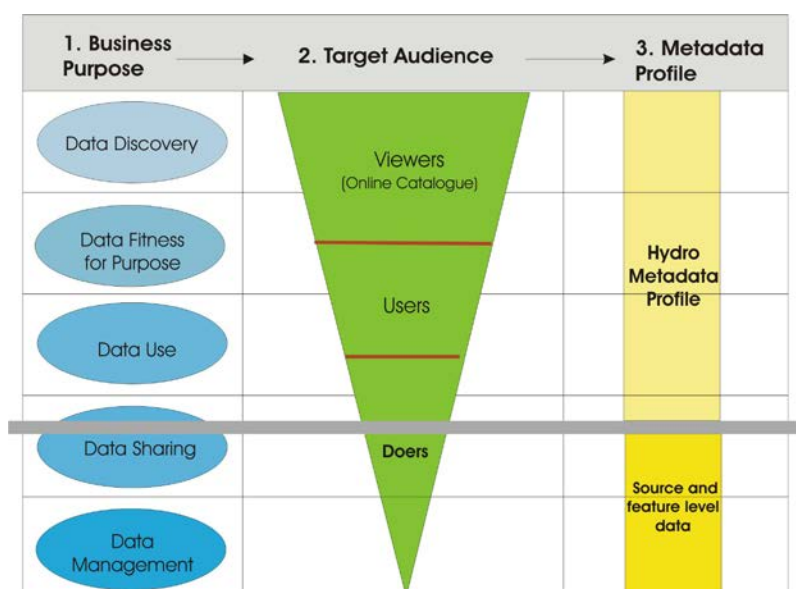 1. Business
Purpose
2. Target Audience
3. Metadata
Profile
Data Discovery
Viewers
(Online Catalogue)
Data Fitness
for Purpose
Hydro
Metadata
Profile
Users
Data Use
Data Sharing
Doers
Source and
feature level
data
Data
Management